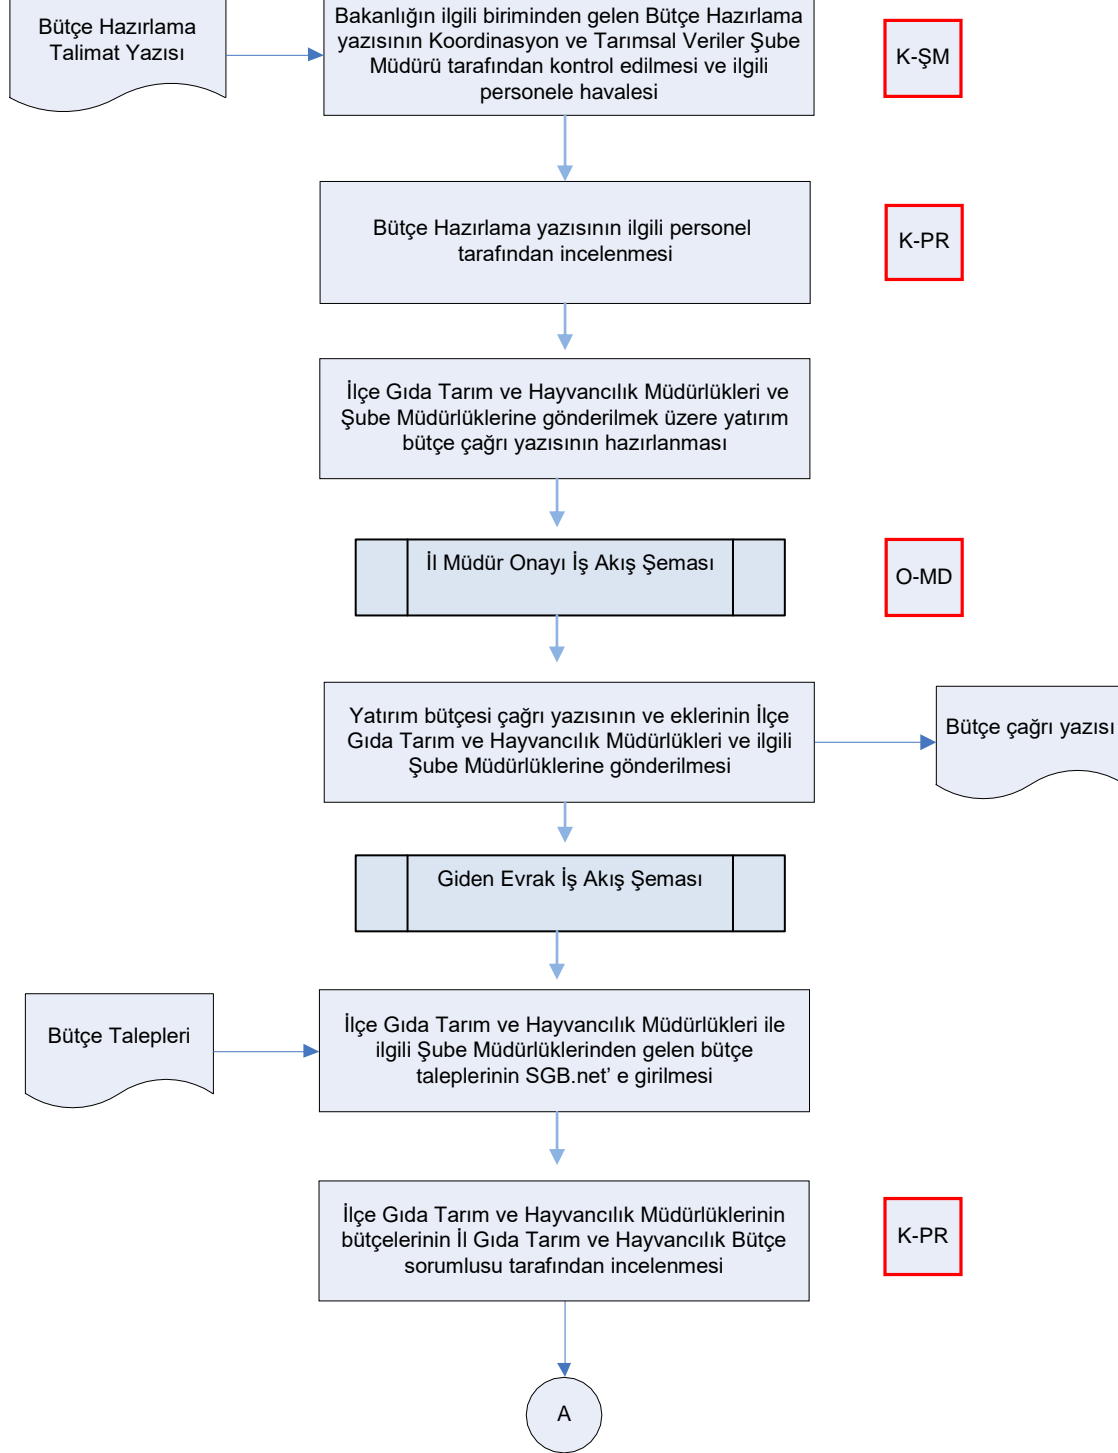 Bütçe Hazırlama
Talimat Yazısı
Bakanlığın ilgili biriminden gelen Bütçe Hazırlama
yazısının Koordinasyon ve Tarımsal Veriler Şube
Müdürü tarafından kontrol edilmesi ve ilgili
personele havalesi
K-ŞM
Bütçe Hazırlama yazısının ilgili personel
tarafından incelenmesi
K-PR
İlçe Gıda Tarım ve Hayvancılık Müdürlükleri ve
Şube Müdürlüklerine gönderilmek üzere yatırım
bütçe çağrı yazısının hazırlanması
İl Müdür Onayı İş Akış Şeması
O-MD
Yatırım bütçesi çağrı yazısının ve eklerinin İlçe
Gıda Tarım ve Hayvancılık Müdürlükleri ve ilgili
Şube Müdürlüklerine gönderilmesi
Bütçe çağrı yazısı
Giden Evrak İş Akış Şeması
Bütçe Talepleri
İlçe Gıda Tarım ve Hayvancılık Müdürlükleri ile
ilgili Şube Müdürlüklerinden gelen bütçe
taleplerinin SGB.net’ e girilmesi
İlçe Gıda Tarım ve Hayvancılık Müdürlüklerinin
bütçelerinin İl Gıda Tarım ve Hayvancılık Bütçe
sorumlusu tarafından incelenmesi
K-PR
A